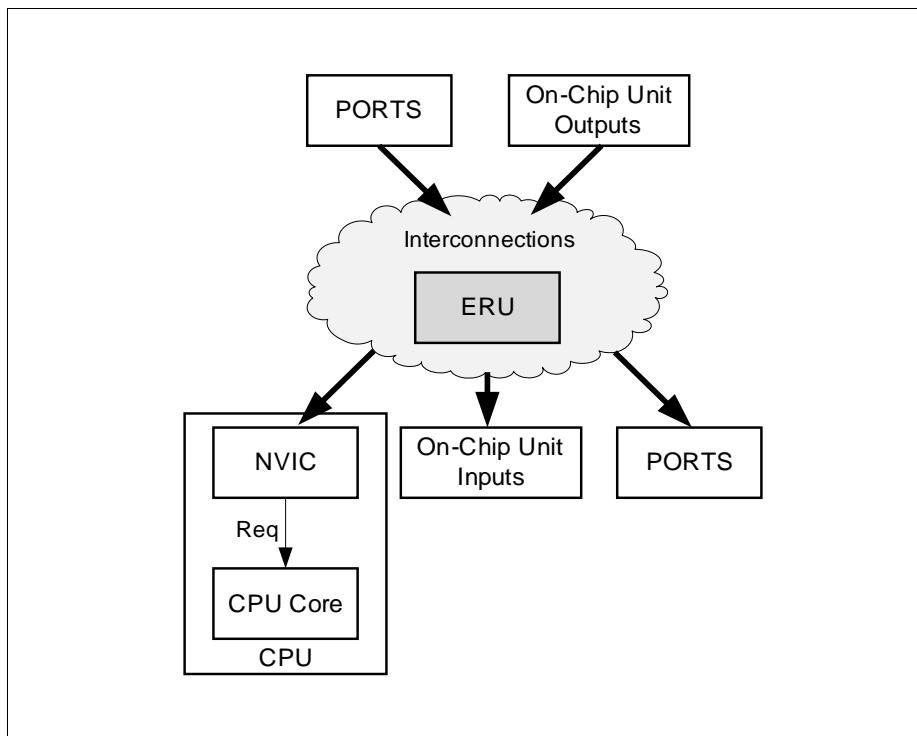 PORTS
On-Chip Unit
Outputs
Interconnections
ERU
NVIC
On-Chip Unit
Inputs
PORTS
Req
CPU Core
CPU